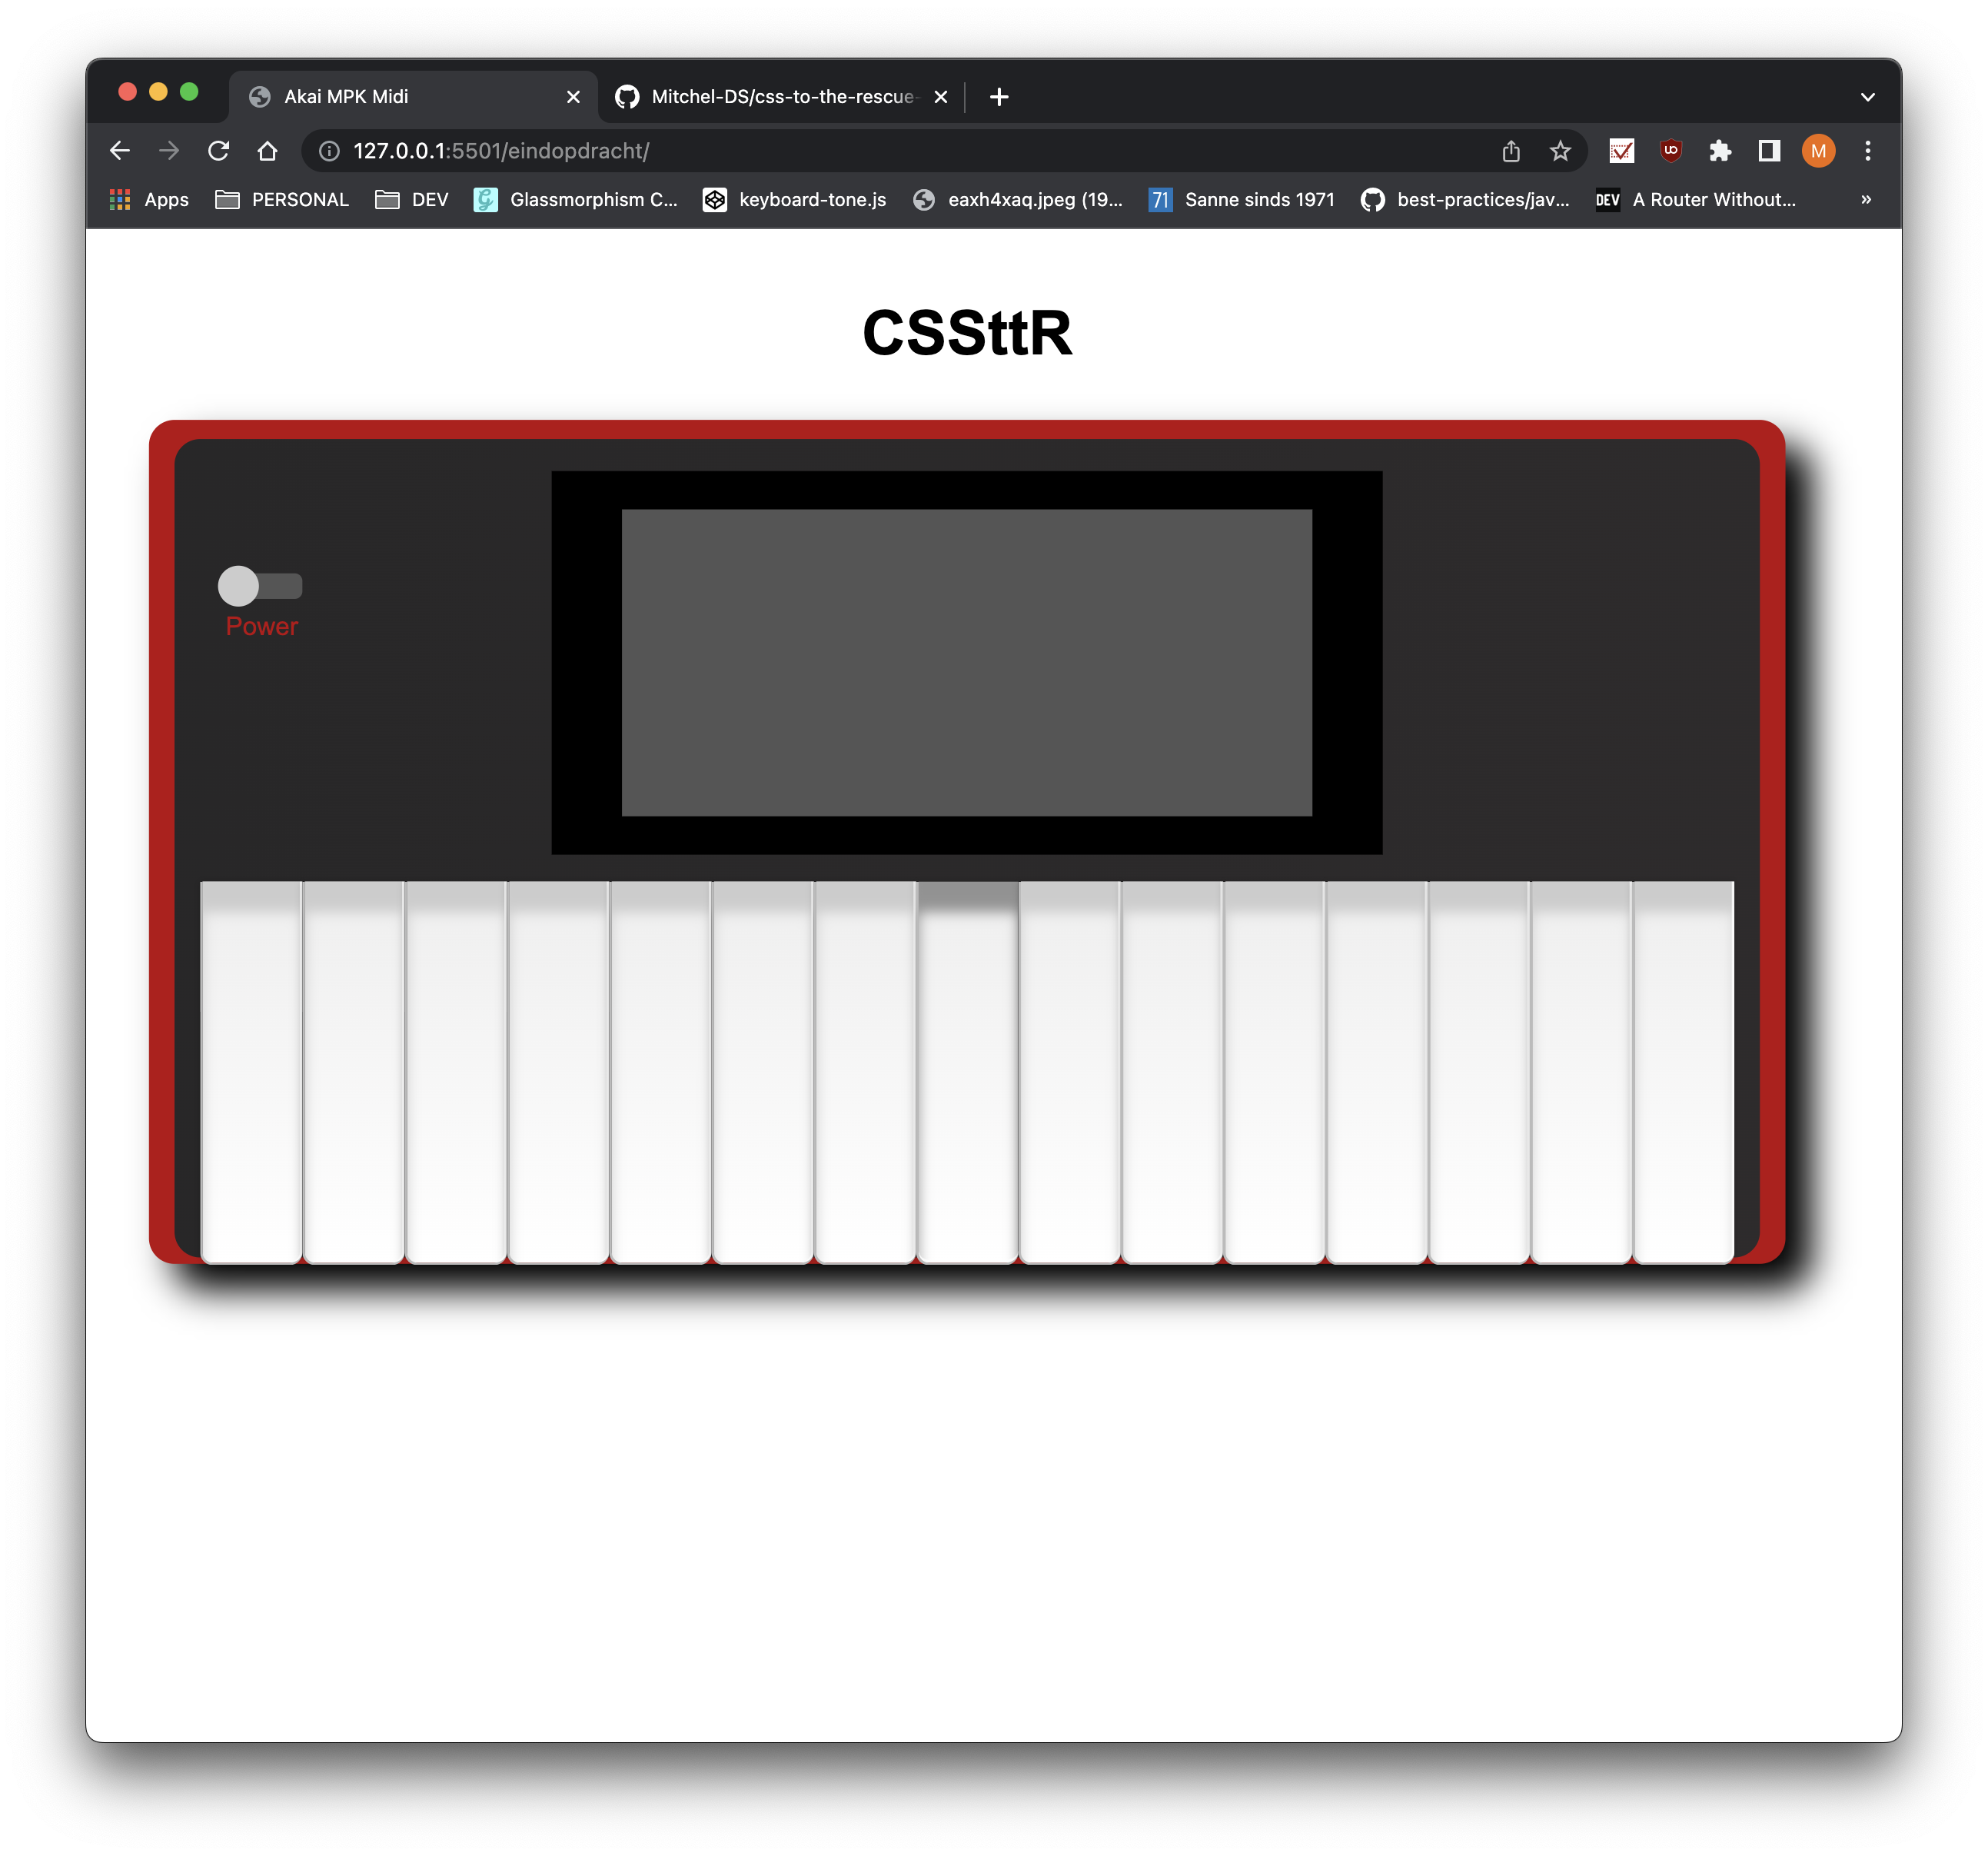 Akai MPK Midi
Mitchel-DS/css-to-the-rescue-
127.0.0.1:5501/eindopdracht/
UO
M
Apps
PERSONAL
DEV
G
Glassmorphism C...
keyboard-tone.js
eaxh4xaq.jpeg (19...
71
Sanne sinds 1971
best-practices/jav...
DEV
A Router Without...
»
CSSttR
Power